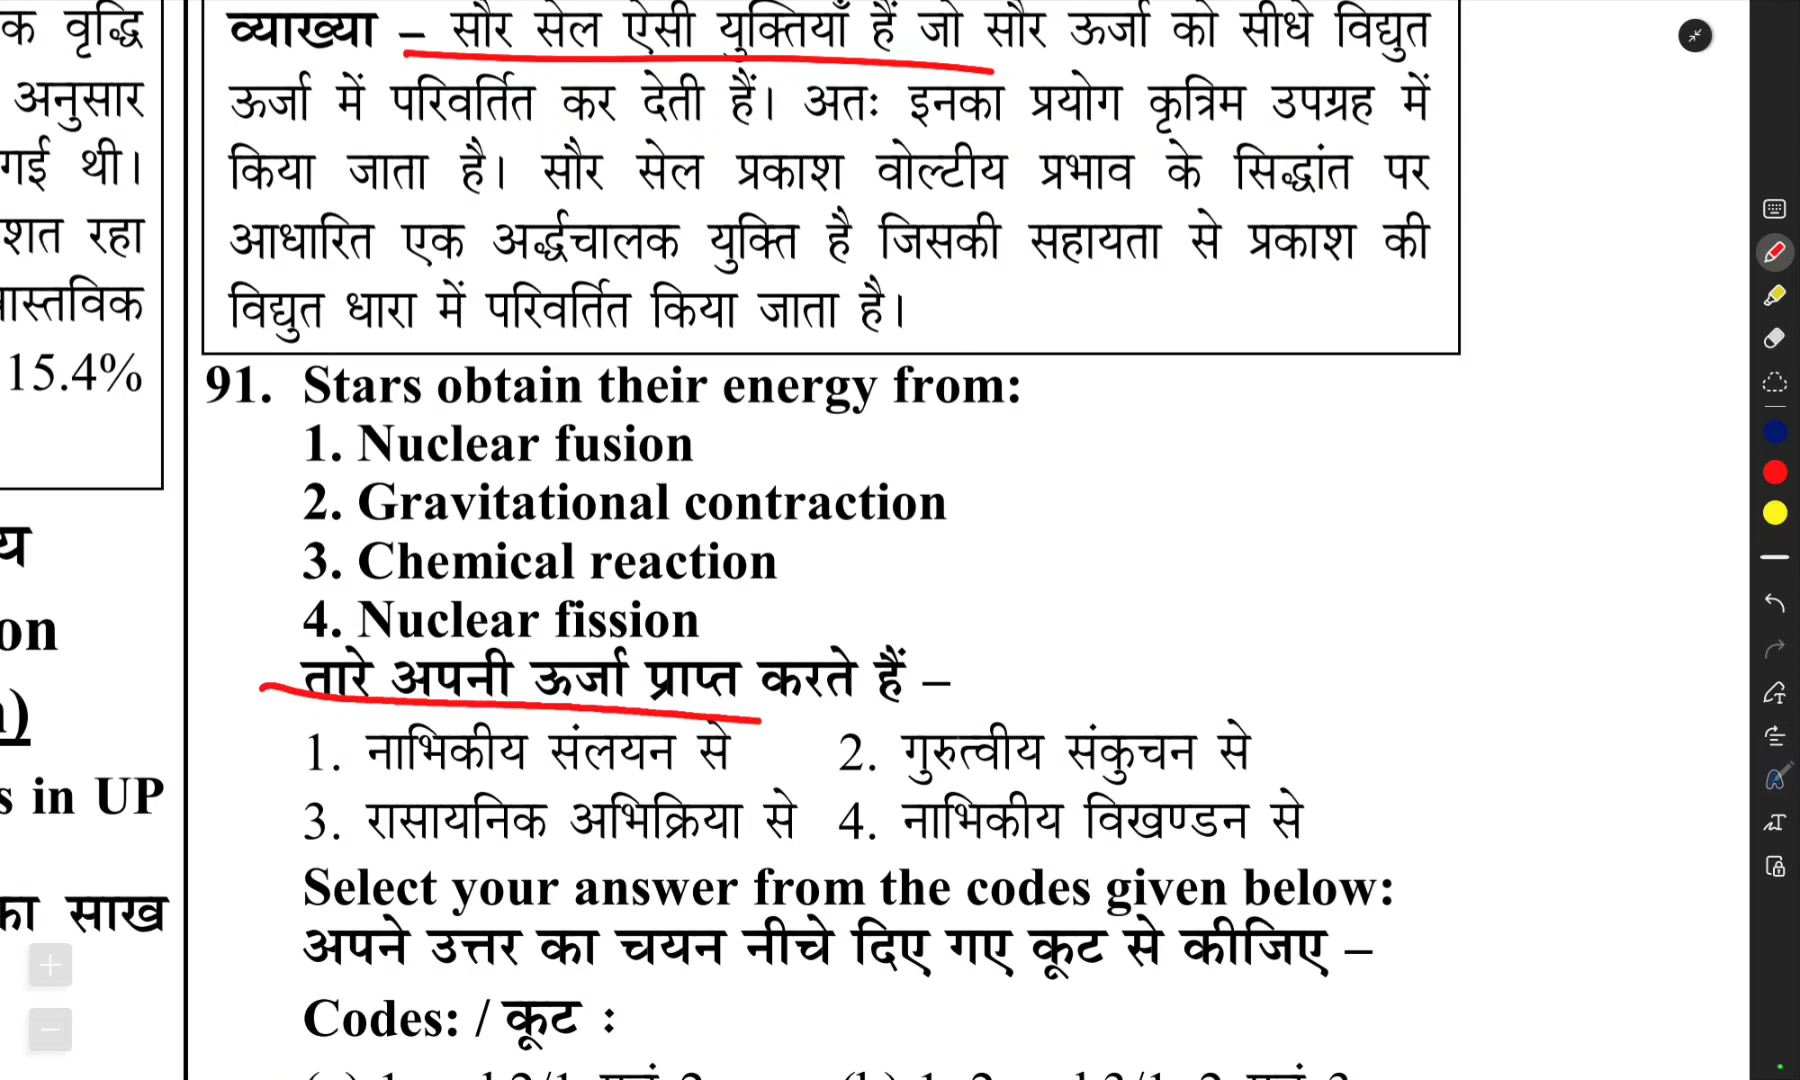 क वृद्धि
अनुसार
गई थी।
शत रहा
वास्तविक
15.4%
य
on
s in UP
का साख
व्याख्या – सौर सेल ऐसी युक्तियाँ हैं जो सौर ऊर्जा को सीधे विद्युत
ऊर्जा में परिवर्तित कर देती हैं। अतः इनका प्रयोग कृत्रिम उपग्रह में
किया जाता है। सौर सेल प्रकाश वोल्टीय प्रभाव के सिद्धांत पर
आधारित एक अर्द्धचालक युक्ति है जिसकी सहायता से प्रकाश की
विद्युत धारा में परिवर्तित किया जाता है।
91. Stars obtain their energy from:
1. Nuclear fusion
2. Gravitational contraction
3. Chemical reaction
4. Nuclear fission
तारे अपनी ऊर्जा प्राप्त करते हैं –
1. नाभिकीय संलयन से 2. गुरुत्वीय संकुचन से
3. रासायनिक अभिक्रिया से 4. नाभिकीय विखण्डन से
Select your answer from the codes given below:
अपने उत्तर का चयन नीचे दिए गए कूट से कीजिए –
Codes: / कूट :